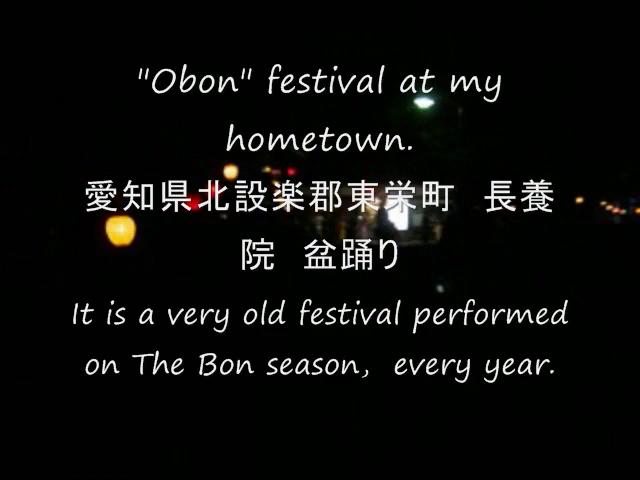 "Obon" festival at my
hometown.
愛知県北設楽郡東栄町　長養
院　盆踊り
It is a very old festival performed
on The Bon season,  every year.